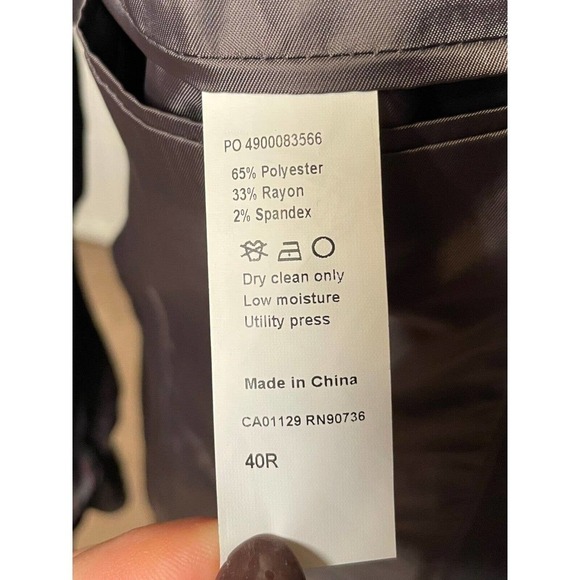 PO 4900083566
65% Polyester
33% Rayon
2% Spandex
Dry clean only
Low moisture
Utility press
Made in China
CA01129 RN90736
40R